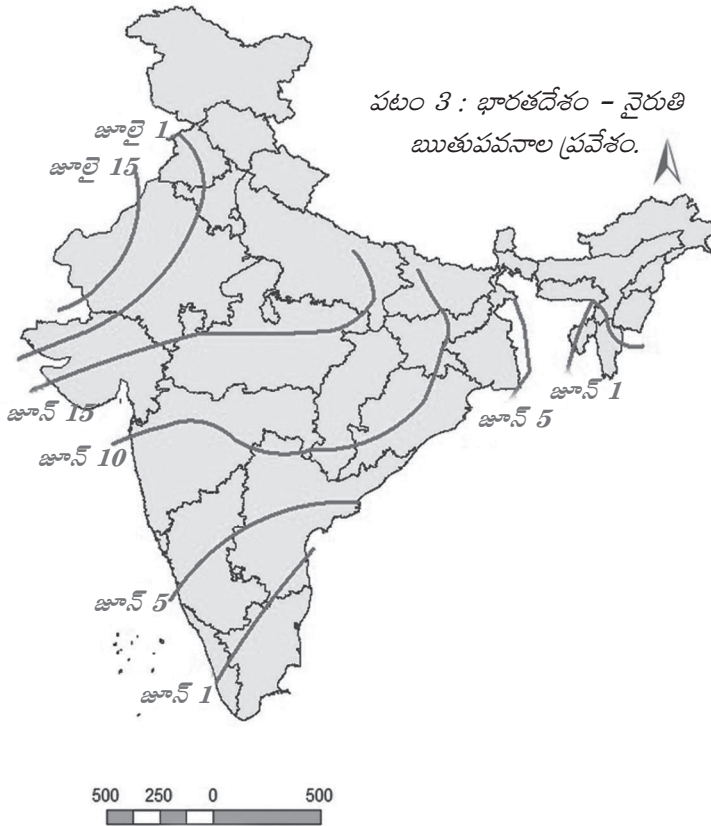 పటం 3 : భారతదేశం – నైరుతి
ఋతుపవనాల ప్రవేశం.
జూలై 1
జూలై 15
జూన్ 1
జూన్ 5
జూన్ 15
జూన్ 10
జూన్ 5
జూన్ 1
500 250 0 500